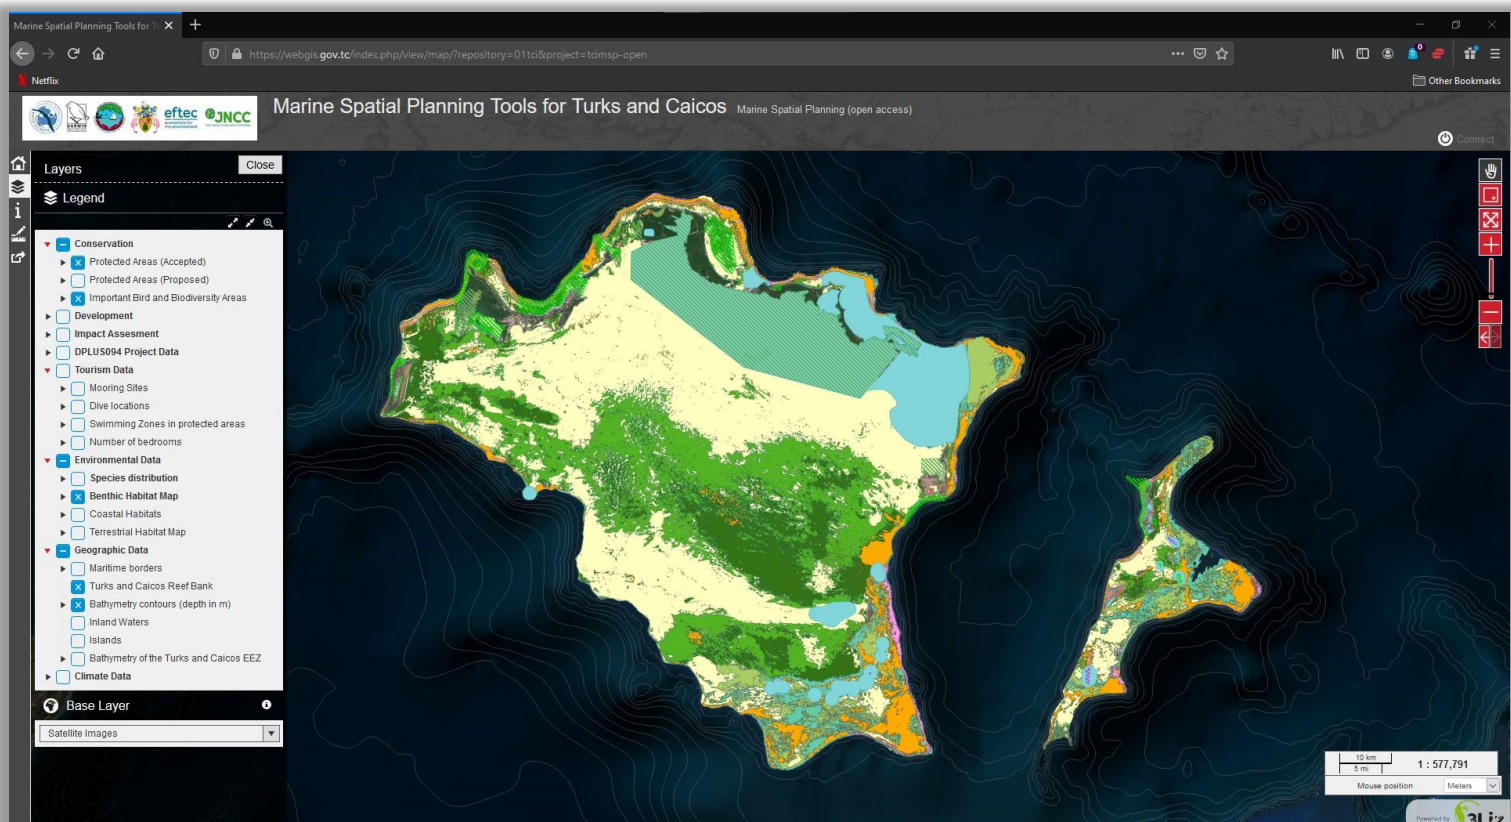 Marine Spatial Planning Tools for T
https://webgis.gov.tc/index.php/view/map/?repository=01tci&project=tcimsp-open
0
Netflix
Other Bookmarks
eftec
JNCC
Marine Spatial Planning Tools for Turks and Caicos Marine Spatial Planning (open access)
Connect
Layers
Close
Legend
Conservation
Protected Areas (Accepted)
Protected Areas (Proposed)
Important Bird and Biodiversity Areas
Development
Impact Assesment
DPLUS094 Project Data
Tourism Data
Mooring Sites
Dive locations
Swimming Zones in protected areas
Number of bedrooms
Environmental Data
Species distribution
Benthic Habitat Map
Coastal Habitats
Terrestrial Habitat Map
Geographic Data
Maritime borders
Turks and Caicos Reef Bank
Bathymetry contours (depth in m)
Inland Waters
Islands
Bathymetry of the Turks and Caicos EEZ
Climate Data
Base Layer
Satellite Images
10 km
5 mi
1 : 577,791
Mouse position
Meters
Powered by 3Liz